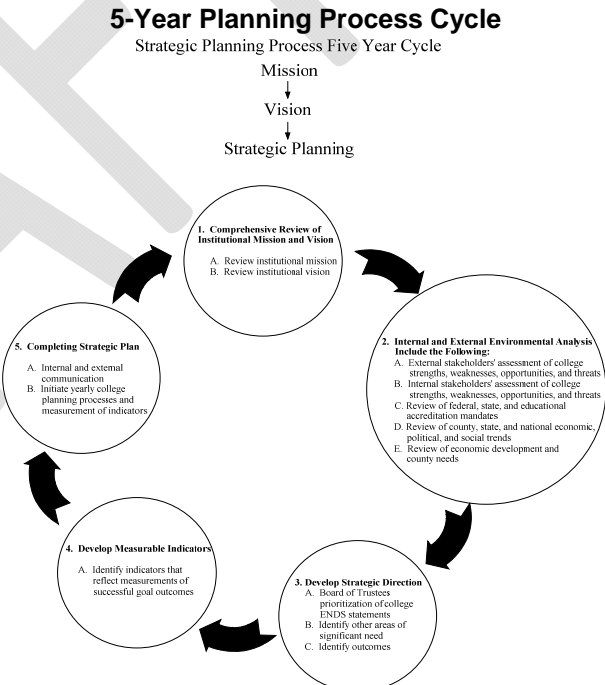 5-Year Planning Process Cycle
Strategic Planning Process Five Year Cycle
Mission
Vision
Strategic Planning
1. Comprehensive Review of
Institutional Mission and Vision
A. Review institutional mission
B. Review institutional vision
2. Internal and External Environmental Analysis
Include the Following:
A. External stakeholders' assessment of college
strengths, weaknesses, opportunities, and threats
B. Internal stakeholders' assessment of college
strengths, weaknesses, opportunities, and threats
C. Review of federal, state, and educational
accreditation mandates
D. Review of county, state, and national economic,
political, and social trends
E. Review of economic development and
county needs
3. Develop Strategic Direction
A. Board of Trustees
prioritization of college
ENDS statements
B. Identify other areas of
significant need
C. Identify outcomes
4. Develop Measurable Indicators
A. Identify indicators that
reflect measurements of
successful goal outcomes
5. Completing Strategic Plan
A. Internal and external
communication
B. Initiate yearly college
planning processes and
measurement of indicators